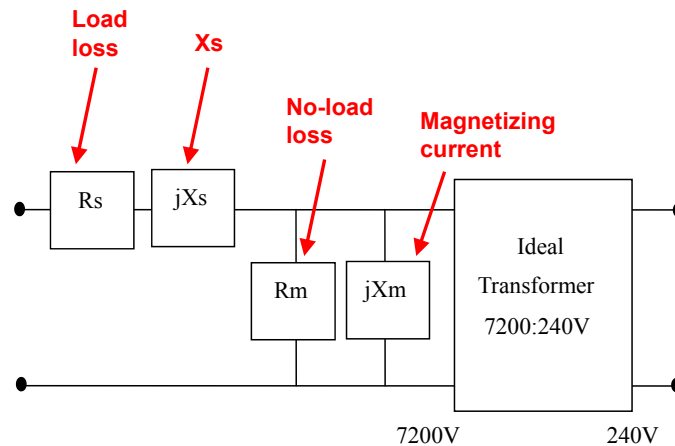 Load
loss
Xs
No-load
loss
Magnetizing
current
Rs
jXs
Rm
jXm
Ideal
Transformer
7200:240V
7200V
240V